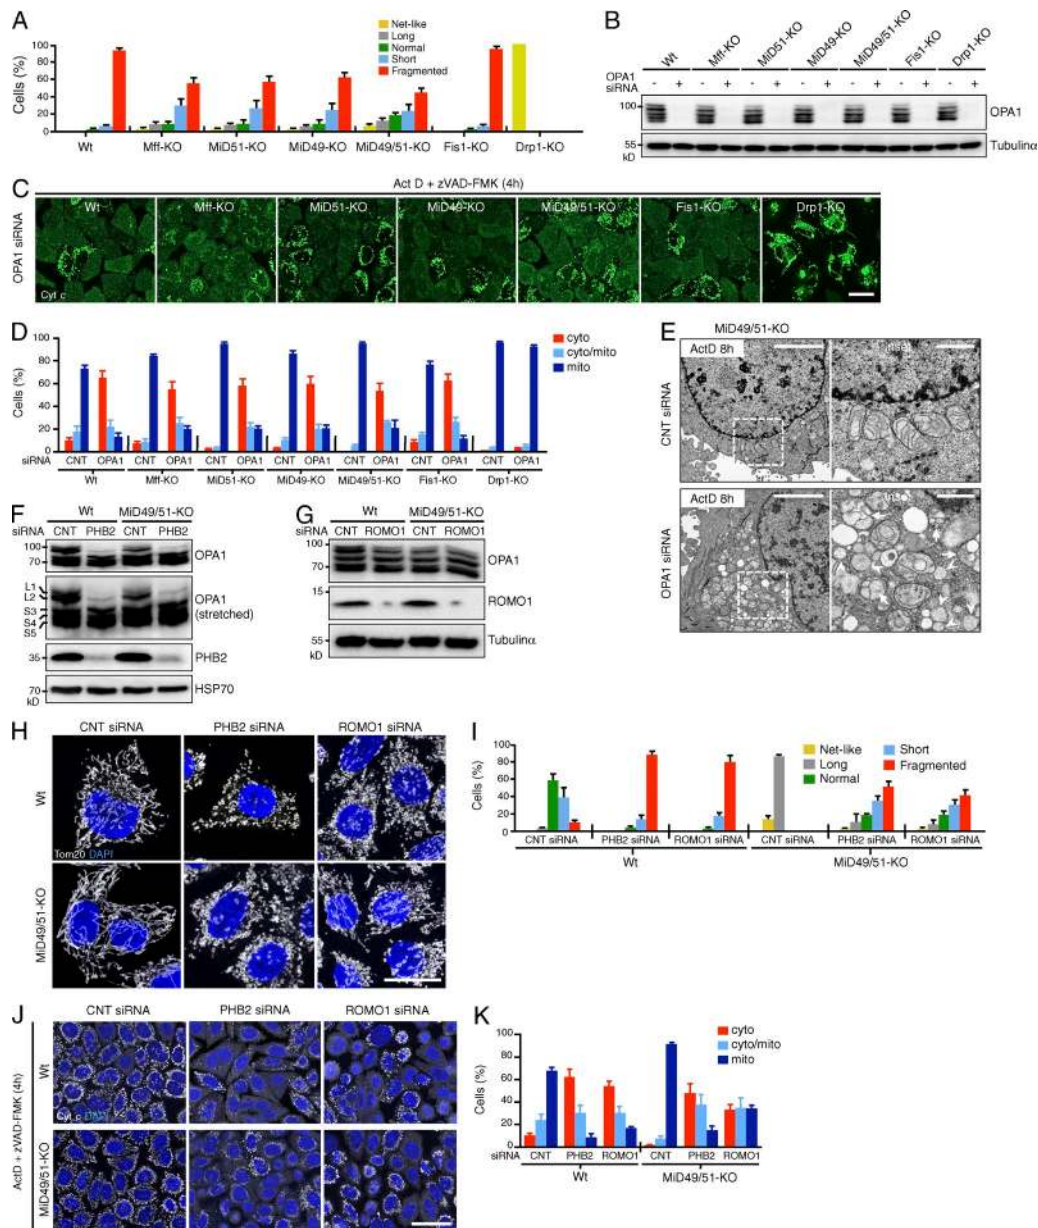 A
Net-like
Long
Normal
Short
Fragmented
Cells (%)
100
80
60
40
20
0
Wt
Mff-KO
MiD51-KO
MiD49-KO
MiD49/51-KO
Fis1-KO
Drp1-KO
B
Wt
Mff-KO
MiD51-KO
MiD49-KO
MiD49/51-KO
Fis1-KO
Drp1-KO
OPA1 siRNA
- + - + - + - + - + - + - +
100
OPA1
55
kD
Tubulinα
C
Act D + zVAD-FMK (4h)
Wt
Mff-KO
MiD51-KO
MiD49-KO
MiD49/51-KO
Fis1-KO
Drp1-KO
OPA1 siRNA
Cyt c
D
cyto
cyto/mito
mito
Cells (%)
100
80
60
40
20
0
siRNA
CNT OPA1 CNT OPA1 CNT OPA1 CNT OPA1 CNT OPA1 CNT OPA1 CNT OPA1
Wt
Mff-KO
MiD51-KO
MiD49-KO
MiD49/51-KO
Fis1-KO
Drp1-KO
E
MiD49/51-KO
ActD 8h
CNT siRNA
ActD 8h
OPA1 siRNA
F
Wt MiD49/51-KO
siRNA CNT PHB2 CNT PHB2
100
70
OPA1
L1
L2
S3
S4
S5
OPA1
(stretched)
35
PHB2
70
kD
HSP70
G
Wt MiD49/51-KO
siRNA CNT ROMO1 CNT ROMO1
100
70
OPA1
15
ROMO1
55
kD
Tubulinα
H
CNT siRNA PHB2 siRNA ROMO1 siRNA
Wt
Tom20 DAPI
MiD49/51-KO
I
Net-like
Long
Normal
Short
Fragmented
Cells (%)
100
80
60
40
20
0
CNT siRNA PHB2 siRNA ROMO1 siRNA CNT siRNA PHB2 siRNA ROMO1 siRNA
Wt MiD49/51-KO
J
CNT siRNA PHB2 siRNA ROMO1 siRNA
ActD + zVAD-FMK (4h)
Wt
Cyt c DAPI
MiD49/51-KO
K
cyto
cyto/mito
mito
Cells (%)
100
80
60
40
20
0
siRNA CNT PHB2 ROMO1 CNT PHB2 ROMO1
Wt MiD49/51-KO